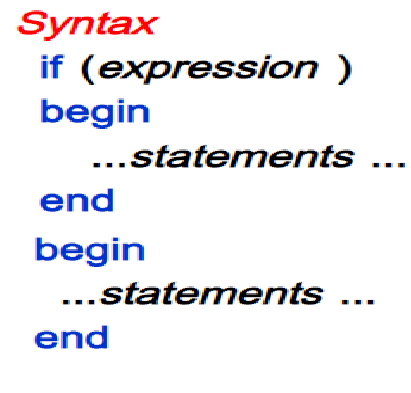 Syntax
if (expression )
begin
...statements ...
end
begin
...statements ...
end